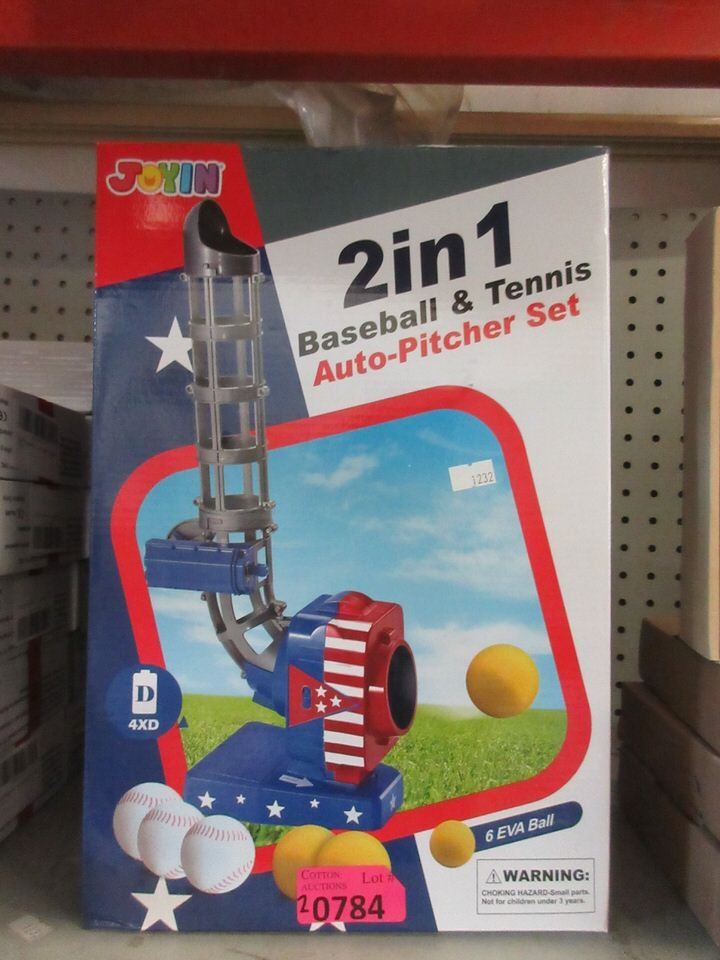 JOYIN
2in1
Baseball & Tennis
Auto-Pitcher Set
1232
D
4XD
6 EVA Ball
WARNING:
CHOKING HAZARD-Small parts.
Not for children under 3 years.
COTTON AUCTIONS Lot #
20784